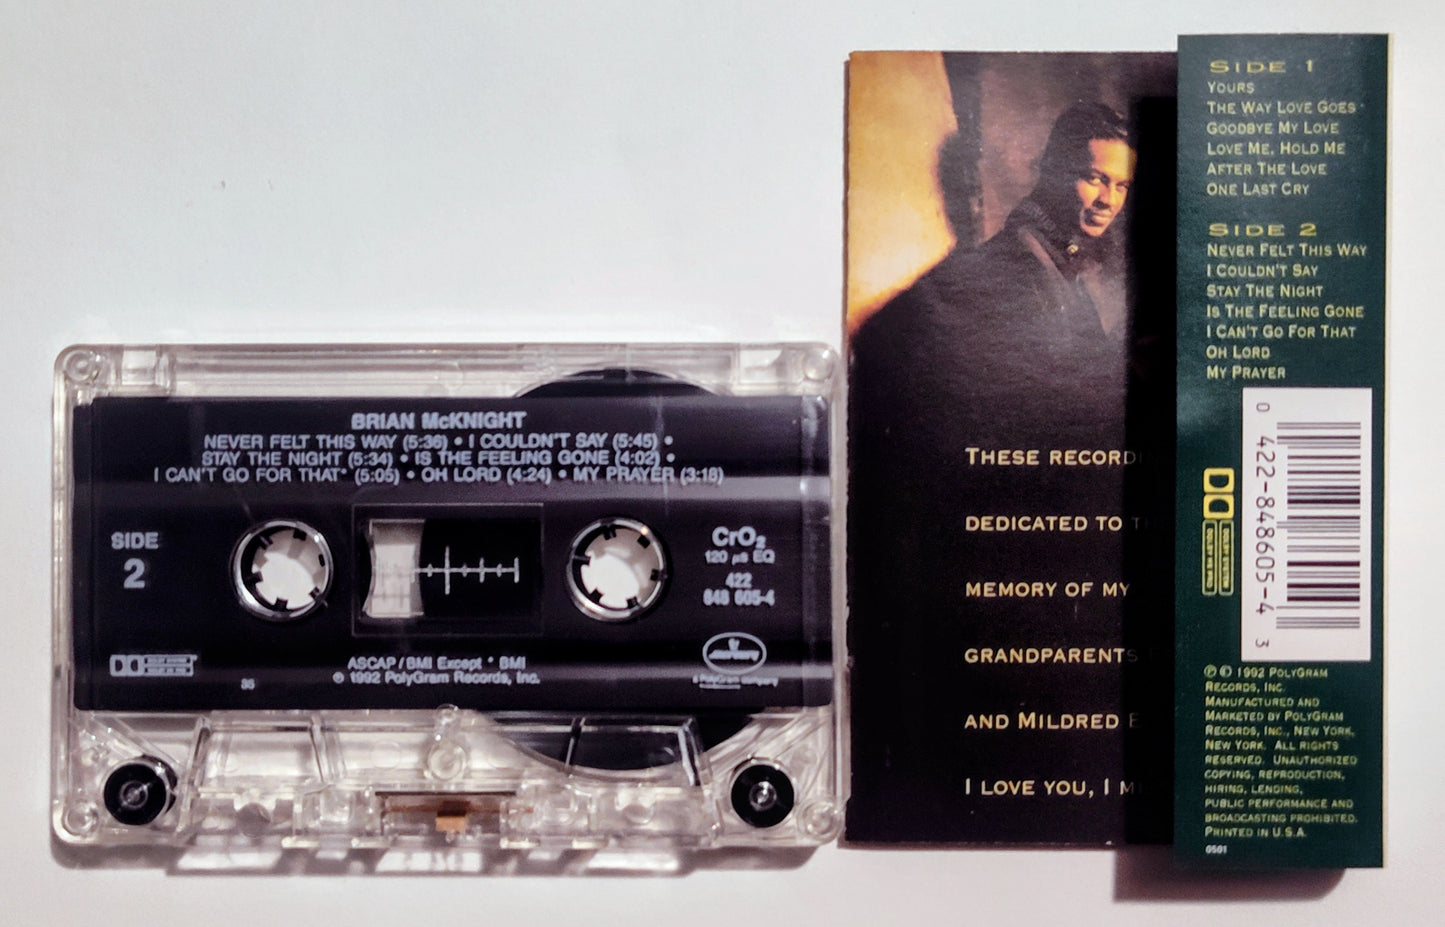 BRIAN McKNIGHT
NEVER FELT THIS WAY (5:36) • I COULDN'T SAY (5:45) •
STAY THE NIGHT (5:34) • IS THE FEELING GONE (4:02) •
I CAN'T GO FOR THAT* (5:05) • OH LORD (4:24) • MY PRAYER (3:18)
SIDE
2
CrO₂
120 µs EQ
422
848 605-4
ASCAP / BMI Except * BMI
℗ 1992 PolyGram Records, Inc.
mercury
a PolyGram company
THESE RECORD
DEDICATED TO THE
MEMORY OF MY
GRANDPARENTS
AND MILDRED
I LOVE YOU, I
SIDE 1
YOURS
THE WAY LOVE GOES
GOODBYE MY LOVE
LOVE ME, HOLD ME
AFTER THE LOVE
ONE LAST CRY
SIDE 2
NEVER FELT THIS WAY
I COULDN'T SAY
STAY THE NIGHT
IS THE FEELING GONE
I CAN'T GO FOR THAT
OH LORD
MY PRAYER
0 422-848605-4 3
℗ © 1992 POLYGRAM
RECORDS, INC.
MANUFACTURED AND
MARKETED BY POLYGRAM
RECORDS, INC., NEW YORK,
NEW YORK. ALL RIGHTS
RESERVED. UNAUTHORIZED
COPYING, REPRODUCTION,
HIRING, LENDING,
PUBLIC PERFORMANCE AND
BROADCASTING PROHIBITED.
PRINTED IN U.S.A.
0501